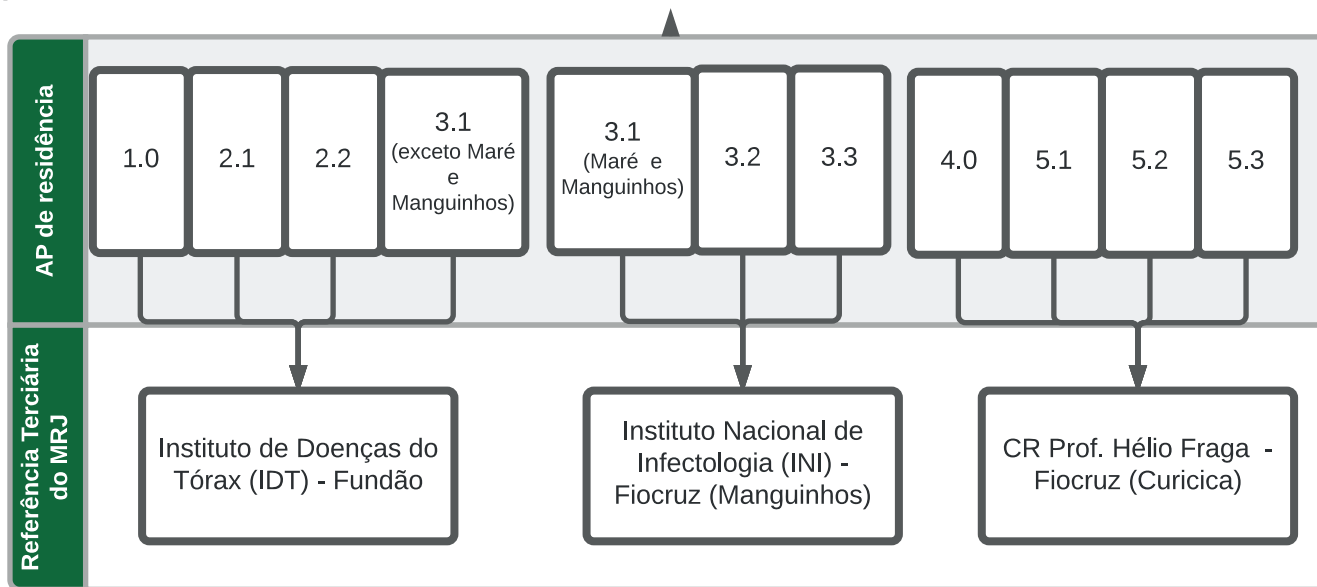 AP de residência
1.0
2.1
2.2
3.1
(exceto Maré
e
Manguinhos)
3.1
(Maré e
Manguinhos)
3.2
3.3
4.0
5.1
5.2
5.3
Referência Terciária
do MRJ
Instituto de Doenças do
Tórax (IDT) - Fundão
Instituto Nacional de
Infectologia (INI) -
Fiocruz (Manguinhos)
CR Prof. Hélio Fraga -
Fiocruz (Curicica)